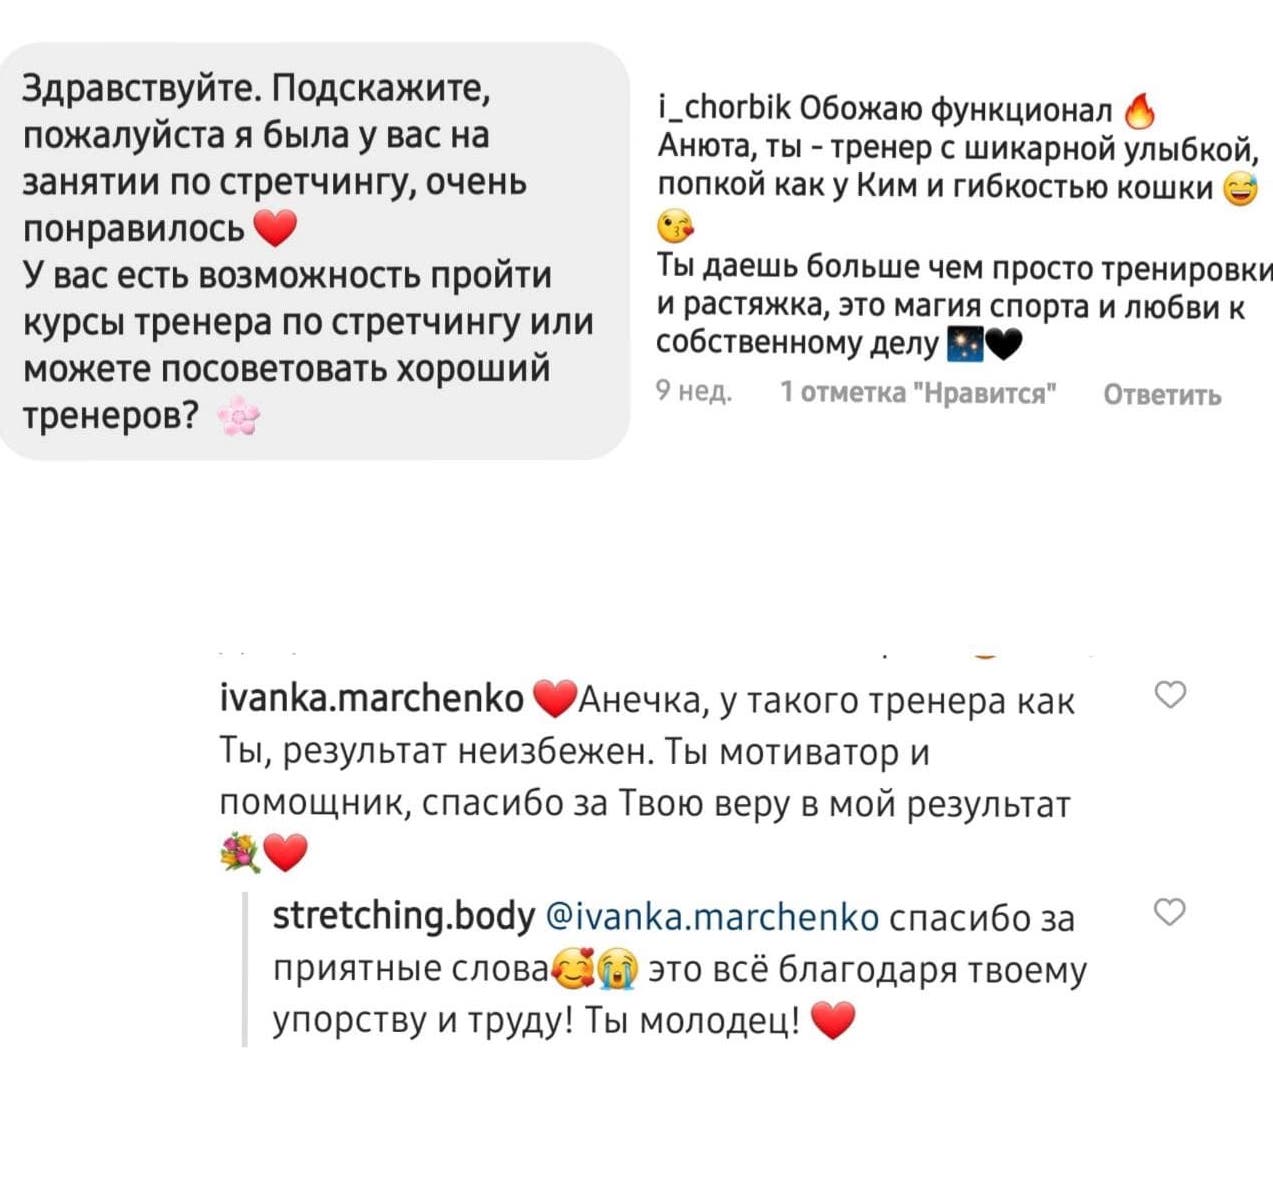 Здравствуйте. Подскажите,
пожалуйста я была у вас на
занятии по стретчингу, очень
понравилось ❤️
У вас есть возможность пройти
курсы тренера по стретчингу или
можете посоветовать хороший
тренеров? 🌸
i_chorbik Обожаю функционал 🔥
Анюта, ты - тренер с шикарной улыбкой,
попкой как у Ким и гибкостью кошки 😅
😘
Ты даешь больше чем просто тренировки
и растяжка, это магия спорта и любви к
собственному делу 🎇🖤
9 нед. 1 отметка "Нравится" Ответить
ivanka.marchenko ❤️Анечка, у такого тренера как
Ты, результат неизбежен. Ты мотиватор и
помощник, спасибо за Твою веру в мой результат
💐❤️
stretching.body @ivanka.marchenko спасибо за
приятные слова🥰😭 это всё благодаря твоему
упорству и труду! Ты молодец! ❤️